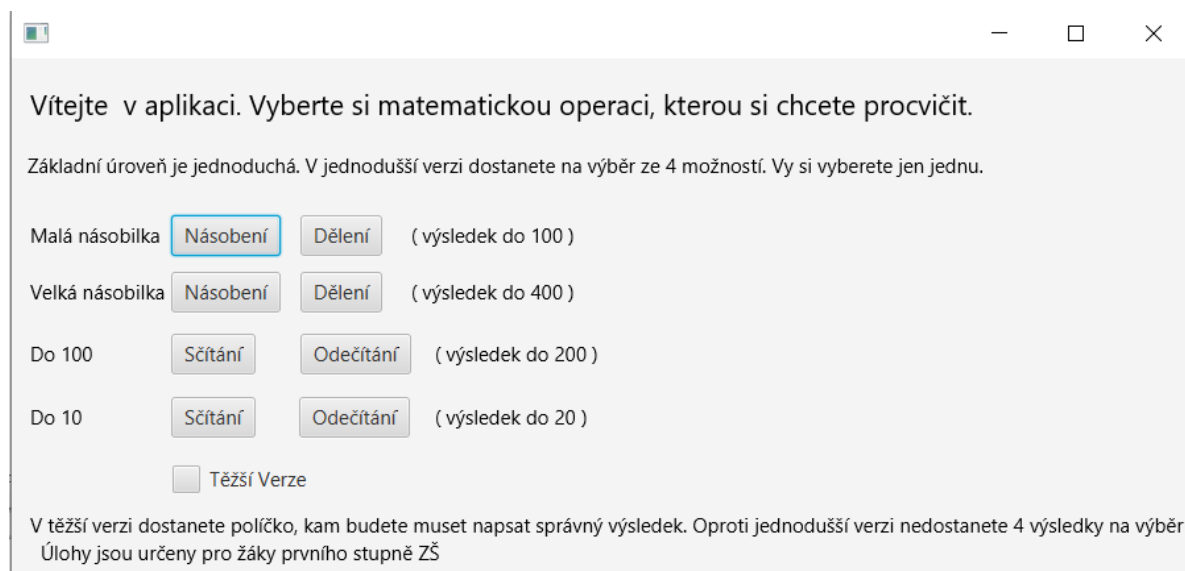 Vítejte  v aplikaci. Vyberte si matematickou operaci, kterou si chcete procvičit.
Základní úroveň je jednoduchá. V jednodušší verzi dostanete na výběr ze 4 možností. Vy si vyberete jen jednu.
Malá násobilka Násobení Dělení ( výsledek do 100 )
Velká násobilka Násobení Dělení ( výsledek do 400 )
Do 100 Sčítání Odečítání ( výsledek do 200 )
Do 10 Sčítání Odečítání ( výsledek do 20 )
Těžší Verze
V těžší verzi dostanete políčko, kam budete muset napsat správný výsledek. Oproti jednodušší verzi nedostanete 4 výsledky na výběr
Úlohy jsou určeny pro žáky prvního stupně ZŠ